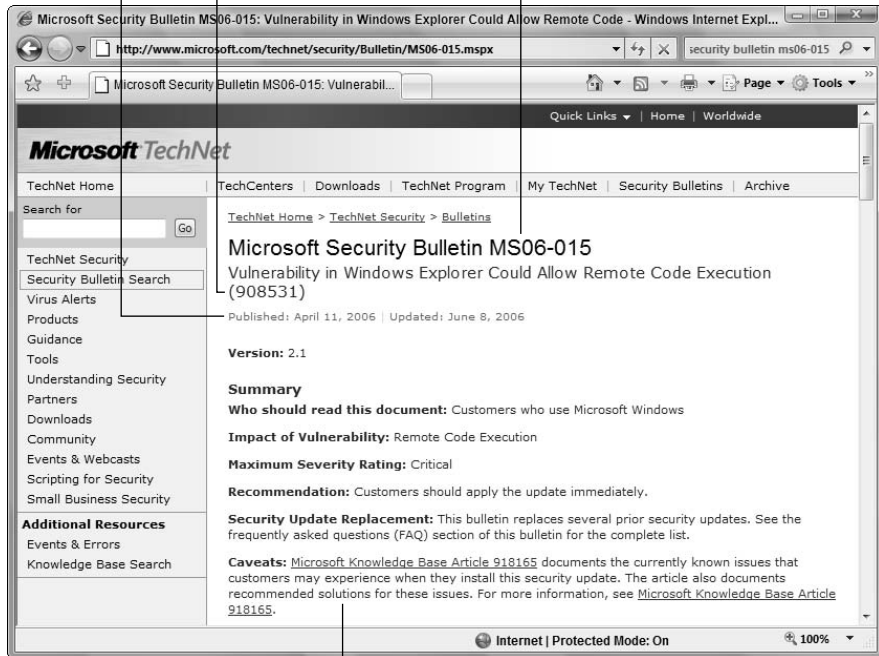 Microsoft Security Bulletin MS06-015: Vulnerability in Windows Explorer Could Allow Remote Code - Windows Internet Expl...
http://www.microsoft.com/technet/security/Bulletin/MS06-015.mspx
security bulletin ms06-015
Microsoft Security Bulletin MS06-015: Vulnerabil...
Page Tools
Quick Links | Home | Worldwide
Microsoft TechNet
TechNet Home | TechCenters | Downloads | TechNet Program | My TechNet | Security Bulletins | Archive
Search for
Go
TechNet Security
Security Bulletin Search
Virus Alerts
Products
Guidance
Tools
Understanding Security
Partners
Downloads
Community
Events & Webcasts
Scripting for Security
Small Business Security
Additional Resources
Events & Errors
Knowledge Base Search
TechNet Home > TechNet Security > Bulletins
Microsoft Security Bulletin MS06-015
Vulnerability in Windows Explorer Could Allow Remote Code Execution
(908531)
Published: April 11, 2006 | Updated: June 8, 2006
Version: 2.1
Summary
Who should read this document: Customers who use Microsoft Windows
Impact of Vulnerability: Remote Code Execution
Maximum Severity Rating: Critical
Recommendation: Customers should apply the update immediately.
Security Update Replacement: This bulletin replaces several prior security updates. See the
frequently asked questions (FAQ) section of this bulletin for the complete list.
Caveats: Microsoft Knowledge Base Article 918165 documents the currently known issues that
customers may experience when they install this security update. The article also documents
recommended solutions for these issues. For more information, see Microsoft Knowledge Base Article
918165.
Internet | Protected Mode: On
100%